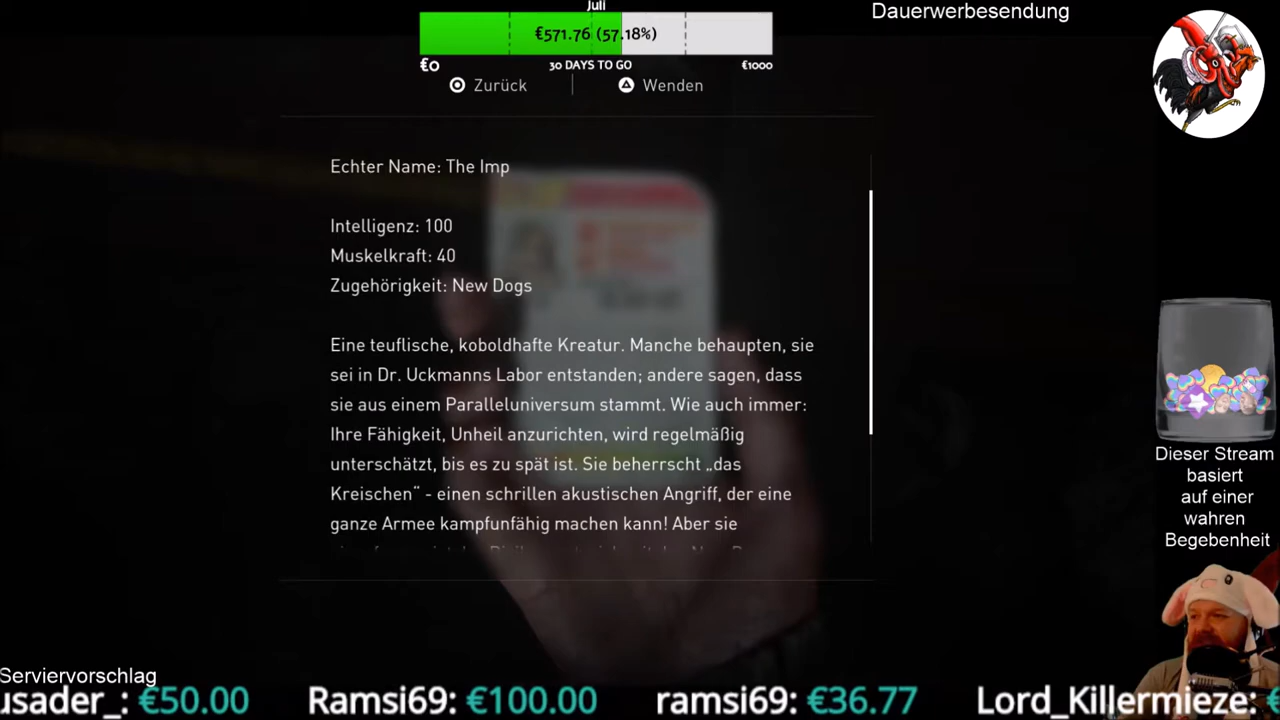 Juli
Dauerwerbesendung
€571.76 (57.18%)
€0
30 DAYS TO GO
€1000
Zurück
Wenden
Echter Name: The Imp
Intelligenz: 100
Muskelkraft: 40
Zugehörigkeit: New Dogs
Eine teuflische, koboldhafte Kreatur. Manche behaupten, sie
sei in Dr. Uckmanns Labor entstanden; andere sagen, dass
sie aus einem Paralleluniversum stammt. Wie auch immer:
Ihre Fähigkeit, Unheil anzurichten, wird regelmäßig
unterschätzt, bis es zu spät ist. Sie beherrscht „das
Kreischen“ - einen schrillen akustischen Angriff, der eine
ganze Armee kampfunfähig machen kann! Aber sie
Dieser Stream
basiert
auf einer
wahren
Begebenheit
Serviervorschlag
usader_: €50.00 Ramsi69: €100.00 ramsi69: €36.77 Lord_Killermieze: €